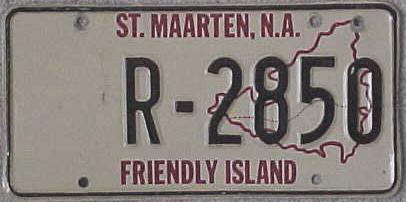 ST. MAARTEN, N.A.
R-2850
FRIENDLY ISLAND